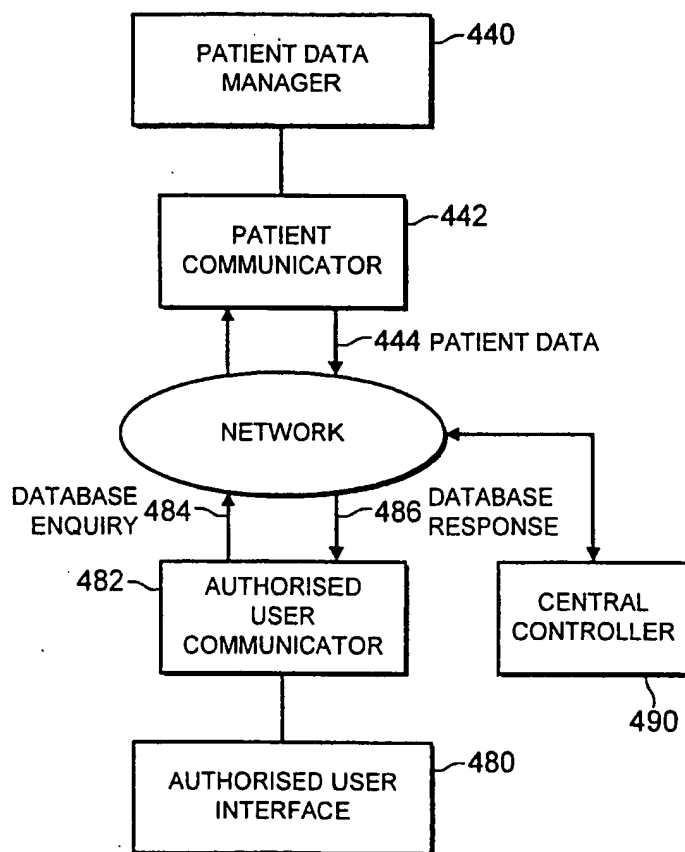 PATIENT DATA
MANAGER
440
PATIENT
COMMUNICATOR
442
444 PATIENT DATA
NETWORK
DATABASE
ENQUIRY
484
486
DATABASE
RESPONSE
482
AUTHORISED
USER
COMMUNICATOR
CENTRAL
CONTROLLER
490
AUTHORISED USER
INTERFACE
480